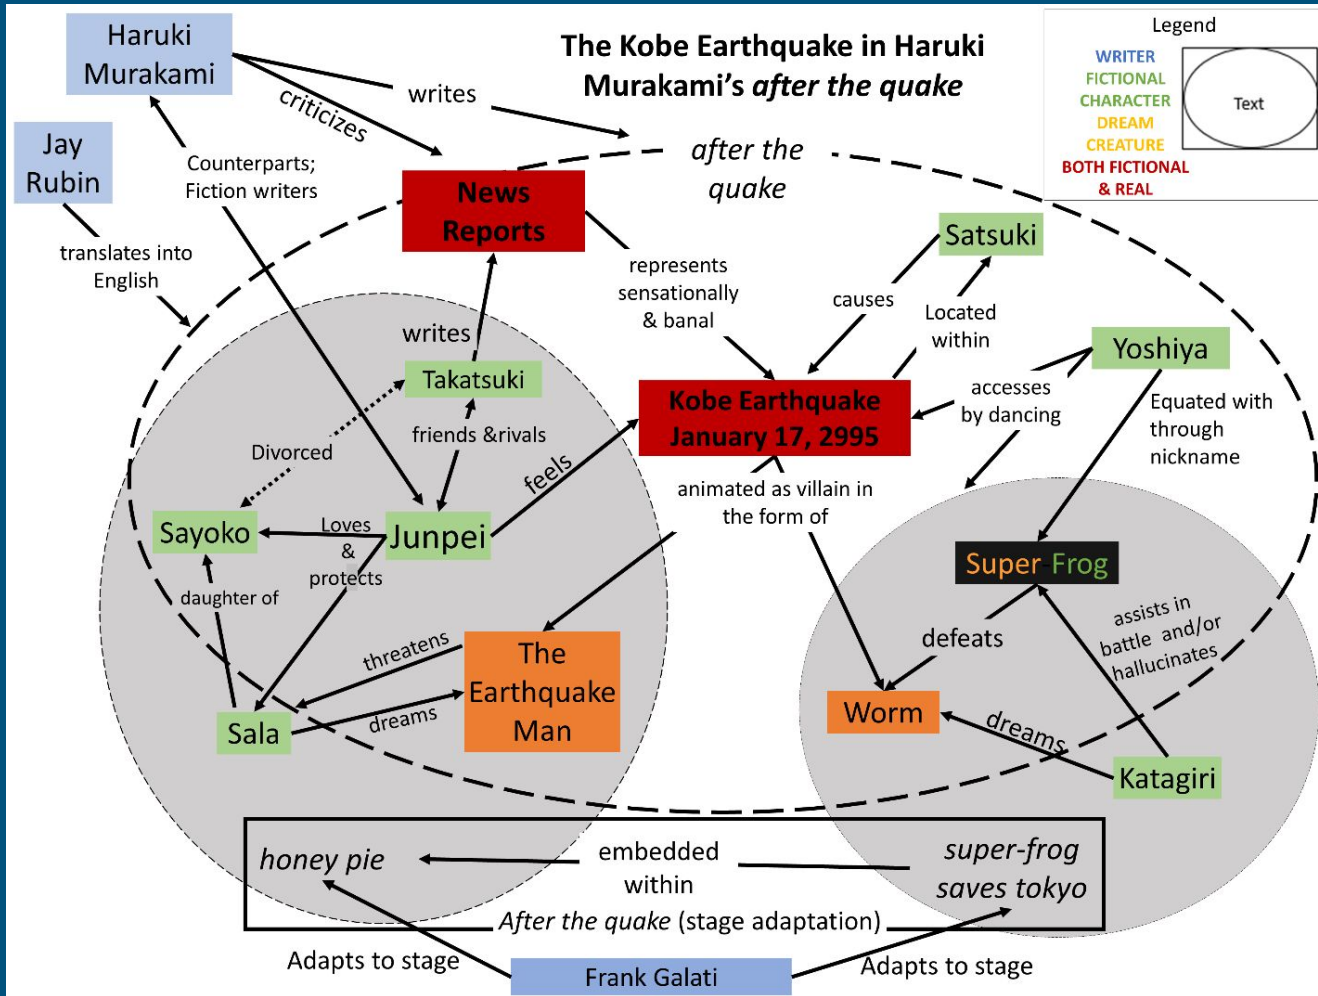 The Kobe Earthquake in Haruki
Murakami's after the quake
Legend
WRITER
FICTIONAL
CHARACTER
DREAM
CREATURE
BOTH FICTIONAL
& REAL
Text
Haruki
Murakami
criticizes
writes
Jay
Rubin
Counterparts;
Fiction writers
after the
quake
News
Reports
translates into
English
represents
sensationally
& banal
Satsuki
causes
Located
within
writes
Takatsuki
Yoshiya
Kobe Earthquake
January 17, 2995
accesses
by dancing
Equated with
through
nickname
Divorced
friends &rivals
feels
animated as villain in
the form of
Sayoko
Loves
&
protects
Junpei
Super-Frog
daughter of
threatens
The
Earthquake
Man
defeats
assists in
battle and/or
hallucinates
Sala
dreams
Worm
dreams
Katagiri
honey pie
embedded
within
super-frog
saves tokyo
After the quake (stage adaptation)
Adapts to stage
Frank Galati
Adapts to stage